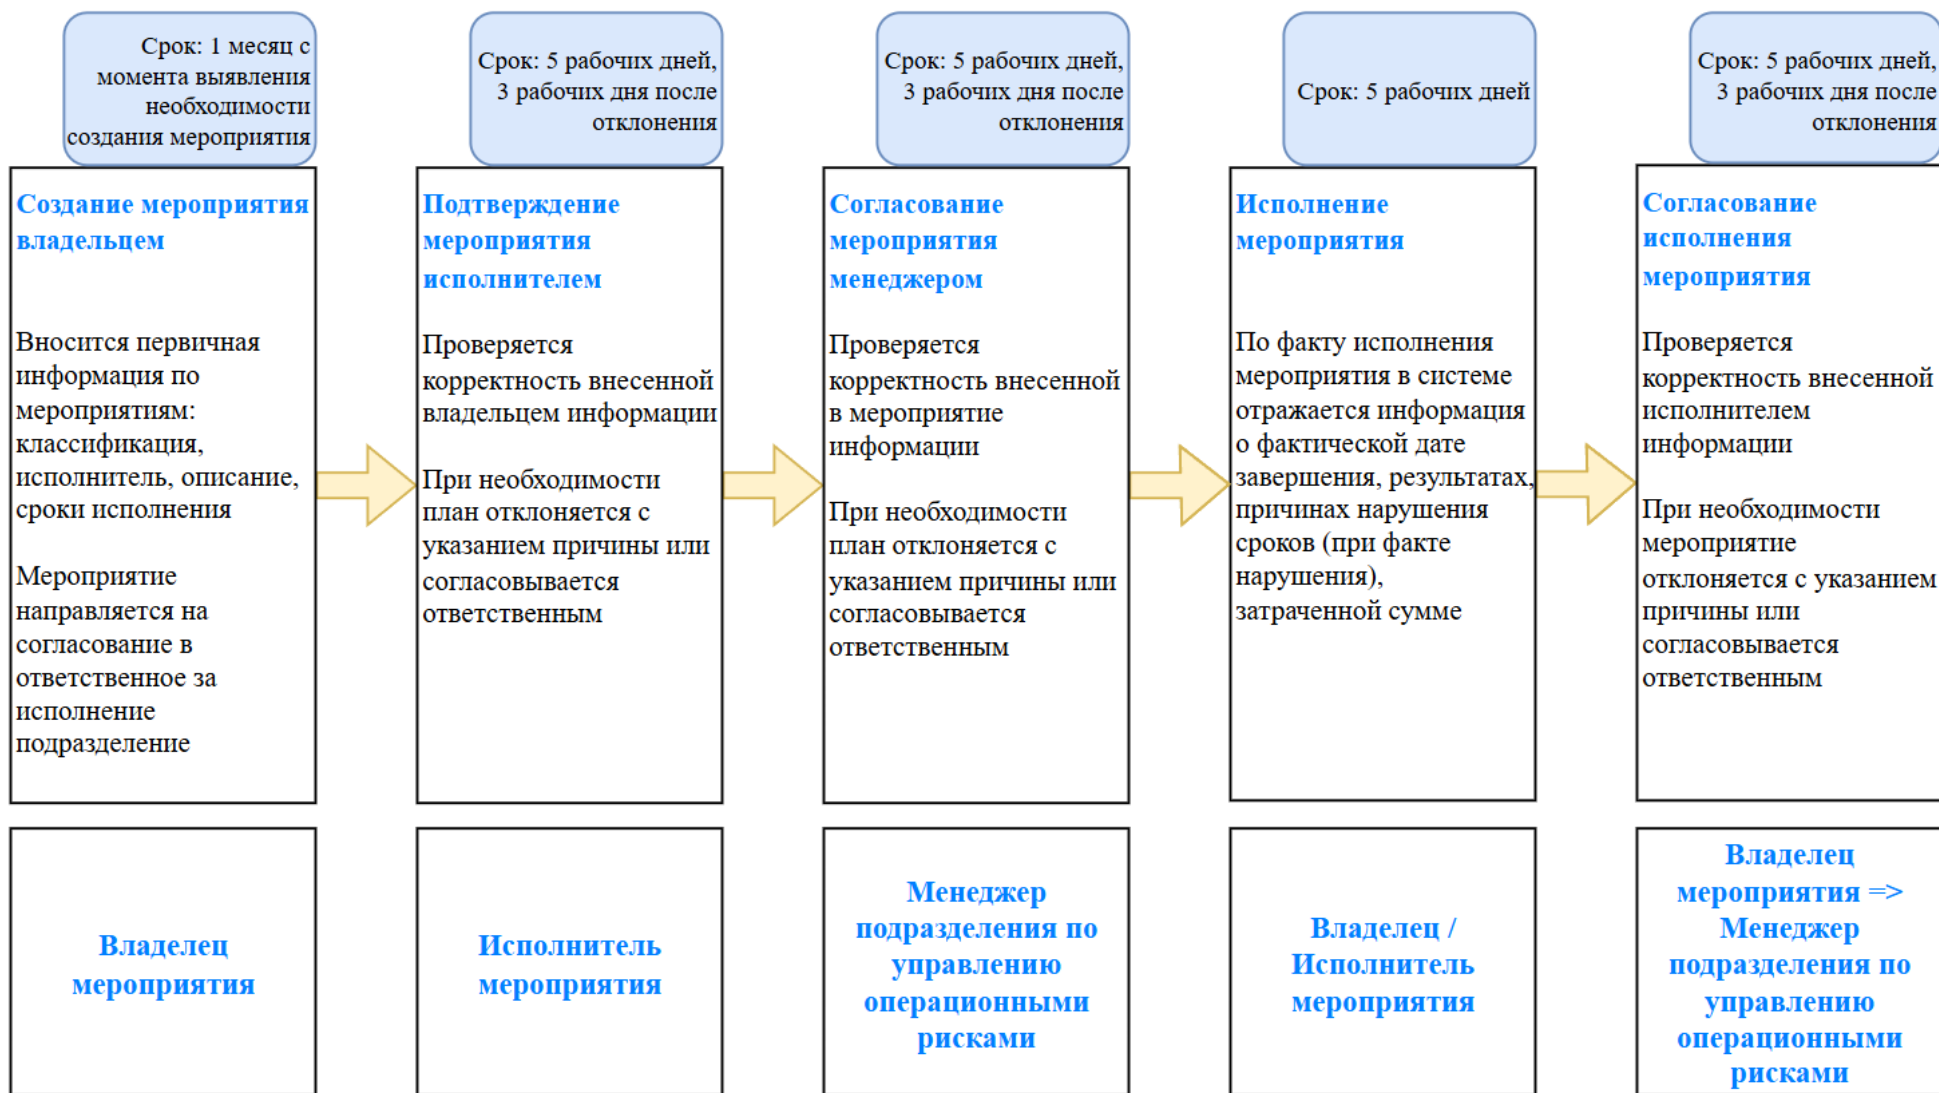 Срок: 1 месяц с
момента выявления
необходимости
создания мероприятия
Создание мероприятия
владельцем
Вносится первичная
информация по
мероприятиям:
классификация,
исполнитель, описание,
сроки исполнения
Мероприятие
направляется на
согласование в
ответственное за
исполнение
подразделение
Владелец
мероприятия
Срок: 5 рабочих дней,
3 рабочих дня после
отклонения
Подтверждение
мероприятия
исполнителем
Проверяется
корректность внесенной
владельцем информации
При необходимости
план отклоняется с
указанием причины или
согласовывается
ответственным
Исполнитель
мероприятия
Срок: 5 рабочих дней,
3 рабочих дня после
отклонения
Согласование
мероприятия
менеджером
Проверяется
корректность внесенной
в мероприятие
информации
При необходимости
план отклоняется с
указанием причины или
согласовывается
ответственным
Менеджер
подразделения по
управлению
операционными
рисками
Срок: 5 рабочих дней
Исполнение
мероприятия
По факту исполнения
мероприятия в системе
отражается информация
о фактической дате
завершения, результатах,
причинах нарушения
сроков (при факте
нарушения),
затраченной сумме
Владелец /
Исполнитель
мероприятия
Срок: 5 рабочих дней,
3 рабочих дня после
отклонения
Согласование
исполнения
мероприятия
Проверяется
корректность внесенной
исполнителем
информации
При необходимости
мероприятие
отклоняется с указанием
причины или
согласовывается
ответственным
Владелец
мероприятия =>
Менеджер
подразделения по
управлению
операционными
рисками